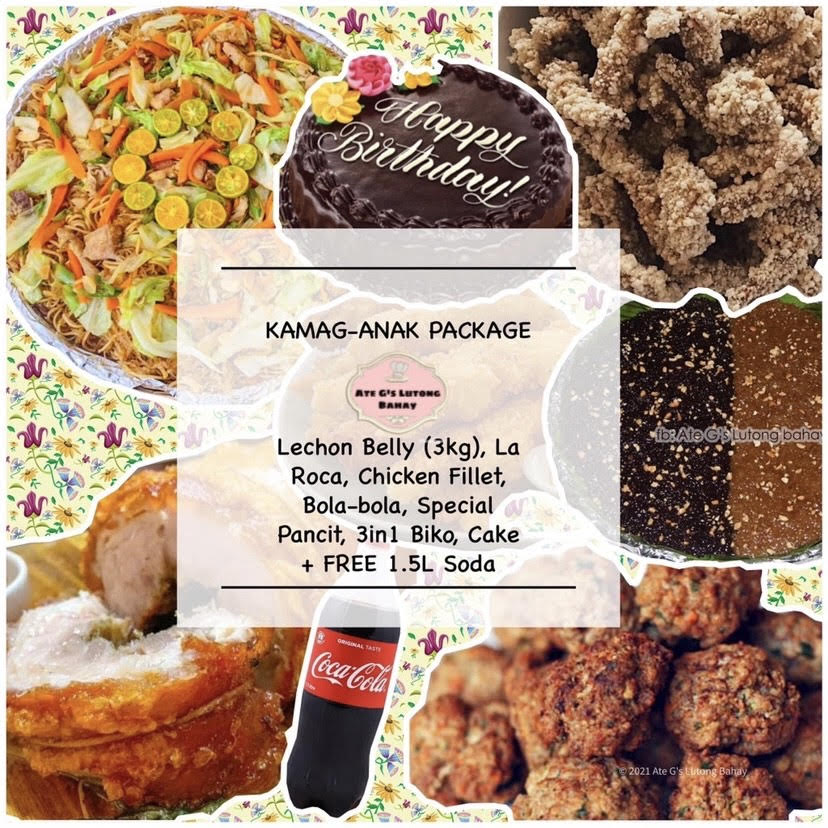 Happy
Birthday!
KAMAG-ANAK PACKAGE
ATE G'S LUTONG
BAHAY
Lechon Belly (3kg), La
Roca, Chicken Fillet,
Bola-bola, Special
Pancit, 3in1 Biko, Cake
+ FREE 1.5L Soda
fb: Ate G's Lutong bahay
ORIGINAL TASTE
Coca-Cola
© 2021 Ate G's Lutong Bahay